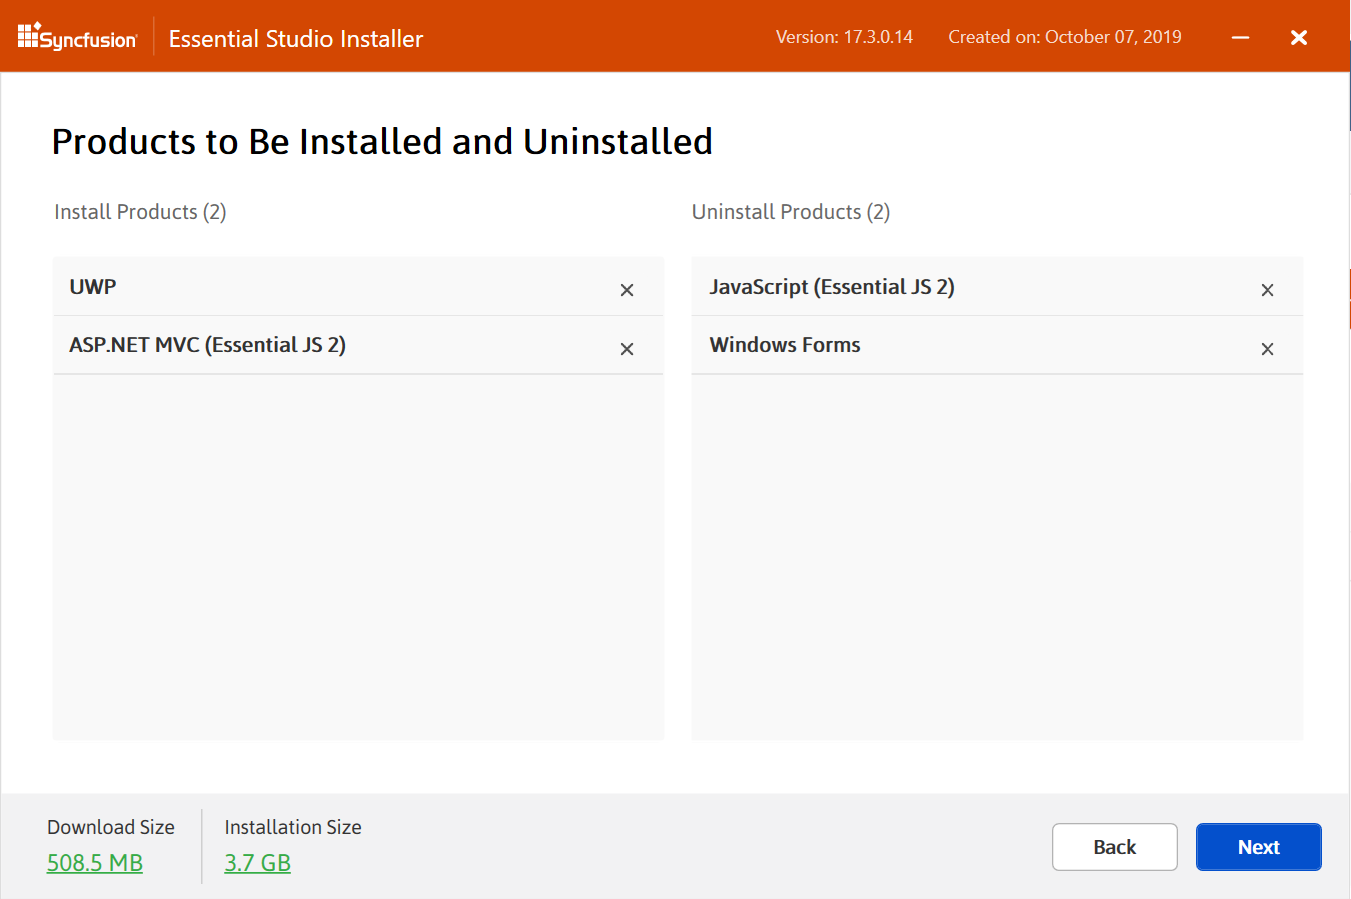 Syncfusion Essential Studio Installer Version: 17.3.0.14 Created on: October 07, 2019
Products to Be Installed and Uninstalled
Install Products (2)
UWP
ASP.NET MVC (Essential JS 2)
Uninstall Products (2)
JavaScript (Essential JS 2)
Windows Forms
Download Size
508.5 MB
Installation Size
3.7 GB
Back
Next